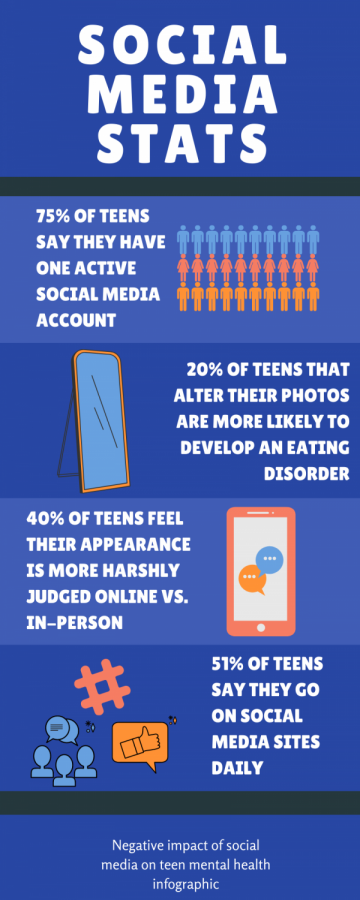 SOCIAL
MEDIA
STATS
75% OF TEENS
SAY THEY HAVE
ONE ACTIVE
SOCIAL MEDIA
ACCOUNT
20% OF TEENS THAT
ALTER THEIR PHOTOS
ARE MORE LIKELY TO
DEVELOP AN EATING
DISORDER
40% OF TEENS FEEL
THEIR APPEARANCE
IS MORE HARSHLY
JUDGED ONLINE VS.
IN-PERSON
51% OF TEENS
SAY THEY GO
ON SOCIAL
MEDIA SITES
DAILY
Negative impact of social
media on teen mental health
infographic